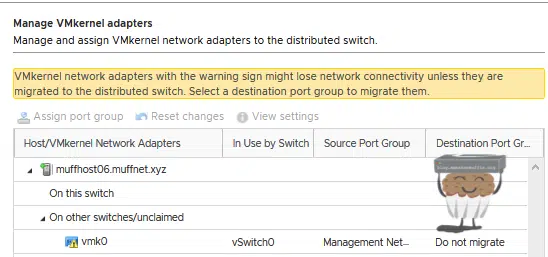 Manage VMkernel adapters
Manage and assign VMkernel network adapters to the distributed switch.
VMkernel network adapters with the warning sign might lose network connectivity unless they are
migrated to the distributed switch. Select a destination port group to migrate them.
Assign port group Reset changes View settings
Host/VMkernel Network Adapters In Use by Switch Source Port Group Destination Port Gr...
muffhost06.muffnet.xyz
On this switch
On other switches/unclaimed
vmk0 vSwitch0 Management Net... Do not migrate